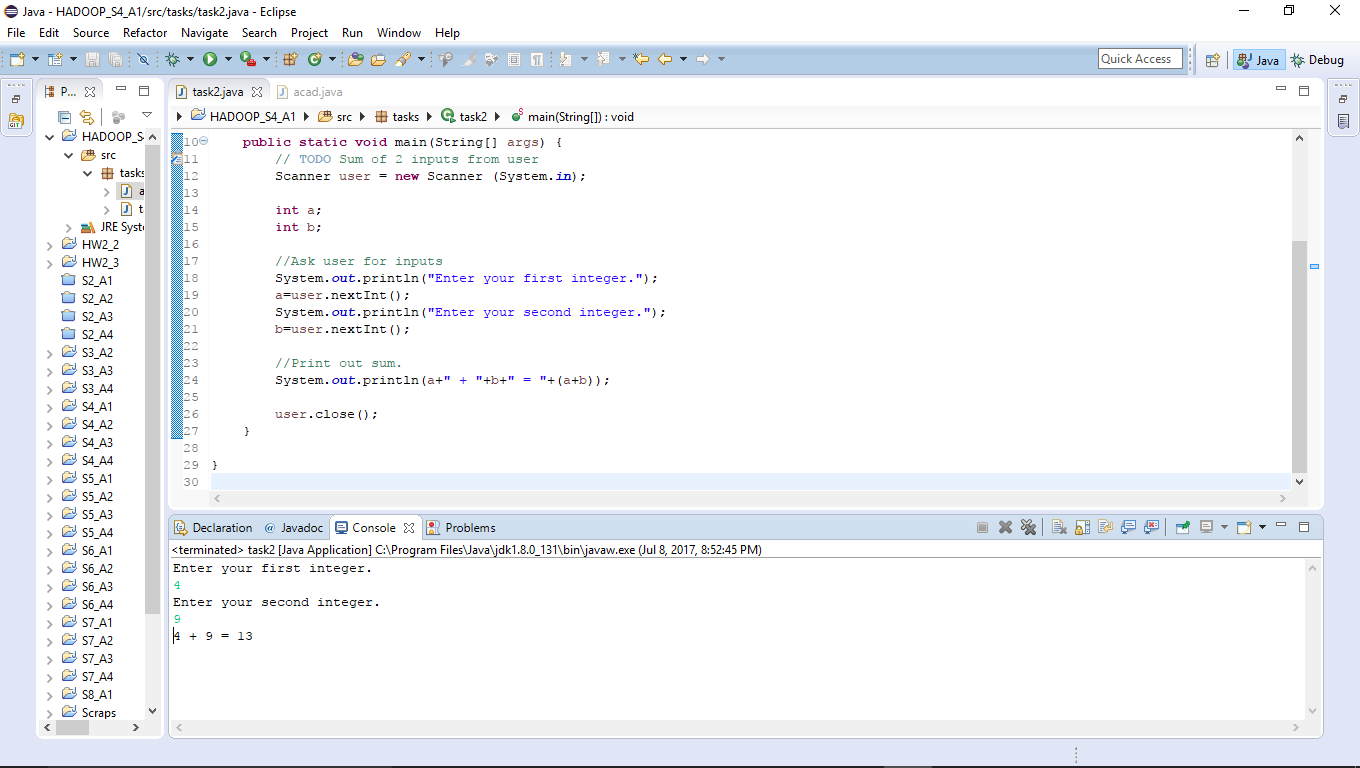 Java - HADOOP_S4_A1/src/tasks/task2.java - Eclipse
File Edit Source Refactor Navigate Search Project Run Window Help
Quick Access Java Debug
P... task2.java acad.java
HADOOP_S4_A1 src tasks task2 main(String[]) : void
HADOOP_S
src
tasks
a
t
JRE Syst
HW2_2
HW2_3
S2_A1
S2_A2
S2_A3
S2_A4
S3_A2
S3_A3
S3_A4
S4_A1
S4_A2
S4_A3
S4_A4
S5_A1
S5_A2
S5_A3
S5_A4
S6_A1
S6_A2
S6_A3
S6_A4
S7_A1
S7_A2
S7_A3
S7_A4
S8_A1
Scraps
10 public static void main(String[] args) {
11 // TODO Sum of 2 inputs from user
12 Scanner user = new Scanner (System.in);
13
14 int a;
15 int b;
16
17 //Ask user for inputs
18 System.out.println("Enter your first integer.");
19 a=user.nextInt();
20 System.out.println("Enter your second integer.");
21 b=user.nextInt();
22
23 //Print out sum.
24 System.out.println(a+" + "+b+" = "+(a+b));
25
26 user.close();
27 }
28
29 }
30
Declaration @ Javadoc Console Problems
<terminated> task2 [Java Application] C:\Program Files\Java\jdk1.8.0_131\bin\javaw.exe (Jul 8, 2017, 8:52:45 PM)
Enter your first integer.
4
Enter your second integer.
9
4 + 9 = 13